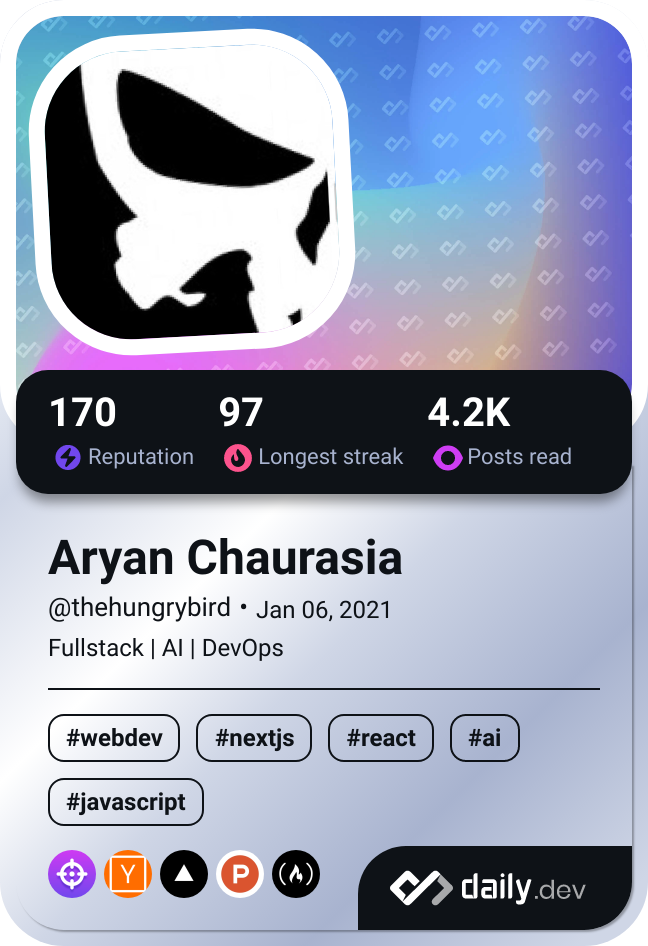 170 97 4.2K
Reputation Longest streak Posts read
Aryan Chaurasia
@thehungrybird • Jan 06, 2021
Fullstack | AI | DevOps
#webdev #nextjs #react #ai
#javascript
Y P
daily.dev